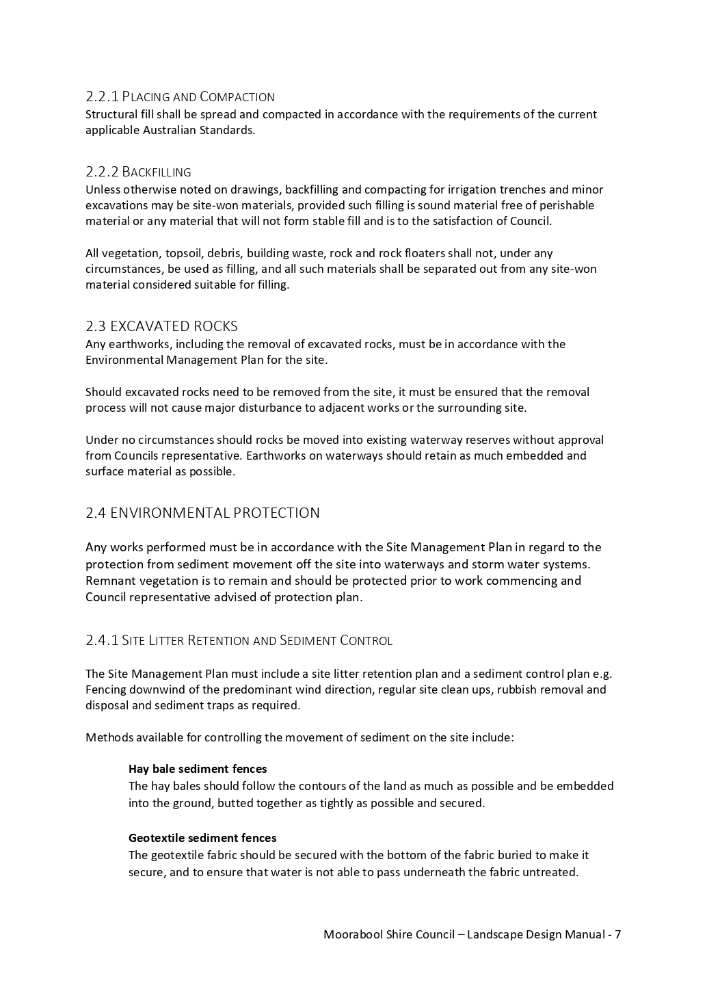 2.2.1 PLACING AND COMPACTION
Structural fill shall be spread and compacted in accordance with the requirements of the current
applicable Australian Standards.
2.2.2 BACKFILLING
Unless otherwise noted on drawings, backfilling and compacting for irrigation trenches and minor
excavations may be site-won materials, provided such filling is sound material free of perishable
material or any material that will not form stable fill and is to the satisfaction of Council.
All vegetation, topsoil, debris, building waste, rock and rock floaters shall not, under any
circumstances, be used as filling, and all such materials shall be separated out from any site-won
material considered suitable for filling.
2.3 EXCAVATED ROCKS
Any earthworks, including the removal of excavated rocks, must be in accordance with the
Environmental Management Plan for the site.
Should excavated rocks need to be removed from the site, it must be ensured that the removal
process will not cause major disturbance to adjacent works or the surrounding site.
Under no circumstances should rocks be moved into existing waterway reserves without approval
from Councils representative. Earthworks on waterways should retain as much embedded and
surface material as possible.
2.4 ENVIRONMENTAL PROTECTION
Any works performed must be in accordance with the Site Management Plan in regard to the
protection from sediment movement off the site into waterways and storm water systems.
Remnant vegetation is to remain and should be protected prior to work commencing and
Council representative advised of protection plan.
2.4.1 SITE LITTER RETENTION AND SEDIMENT CONTROL
The Site Management Plan must include a site litter retention plan and a sediment control plan e.g.
Fencing downwind of the predominant wind direction, regular site clean ups, rubbish removal and
disposal and sediment traps as required.
Methods available for controlling the movement of sediment on the site include:
Hay bale sediment fences
The hay bales should follow the contours of the land as much as possible and be embedded
into the ground, butted together as tightly as possible and secured.
Geotextile sediment fences
The geotextile fabric should be secured with the bottom of the fabric buried to make it
secure, and to ensure that water is not able to pass underneath the fabric untreated.
Moorabool Shire Council – Landscape Design Manual - 7